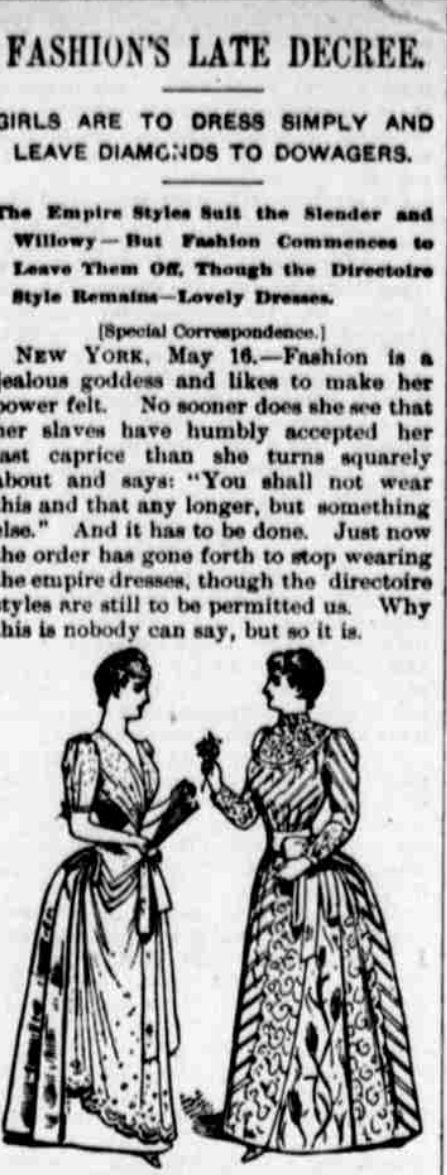 FASHION'S LATE DECREE.
GIRLS ARE TO DRESS SIMPLY AND
LEAVE DIAMONDS TO DOWAGERS.
The Empire Styles Suit the Slender and
Willowy—But Fashion Commences to
Leave Them Off, Though the Directoire
Style Remains—Lovely Dresses.
[Special Correspondence.]
NEW YORK, May 16.—Fashion is a
jealous goddess and likes to make her
power felt. No sooner does she see that
her slaves have humbly accepted her
last caprice than she turns squarely
about and says: "You shall not wear
this and that any longer, but something
else." And it has to be done. Just now
the order has gone forth to stop wearing
the empire dresses, though the directoire
styles are still to be permitted us. Why
this is nobody can say, but so it is.